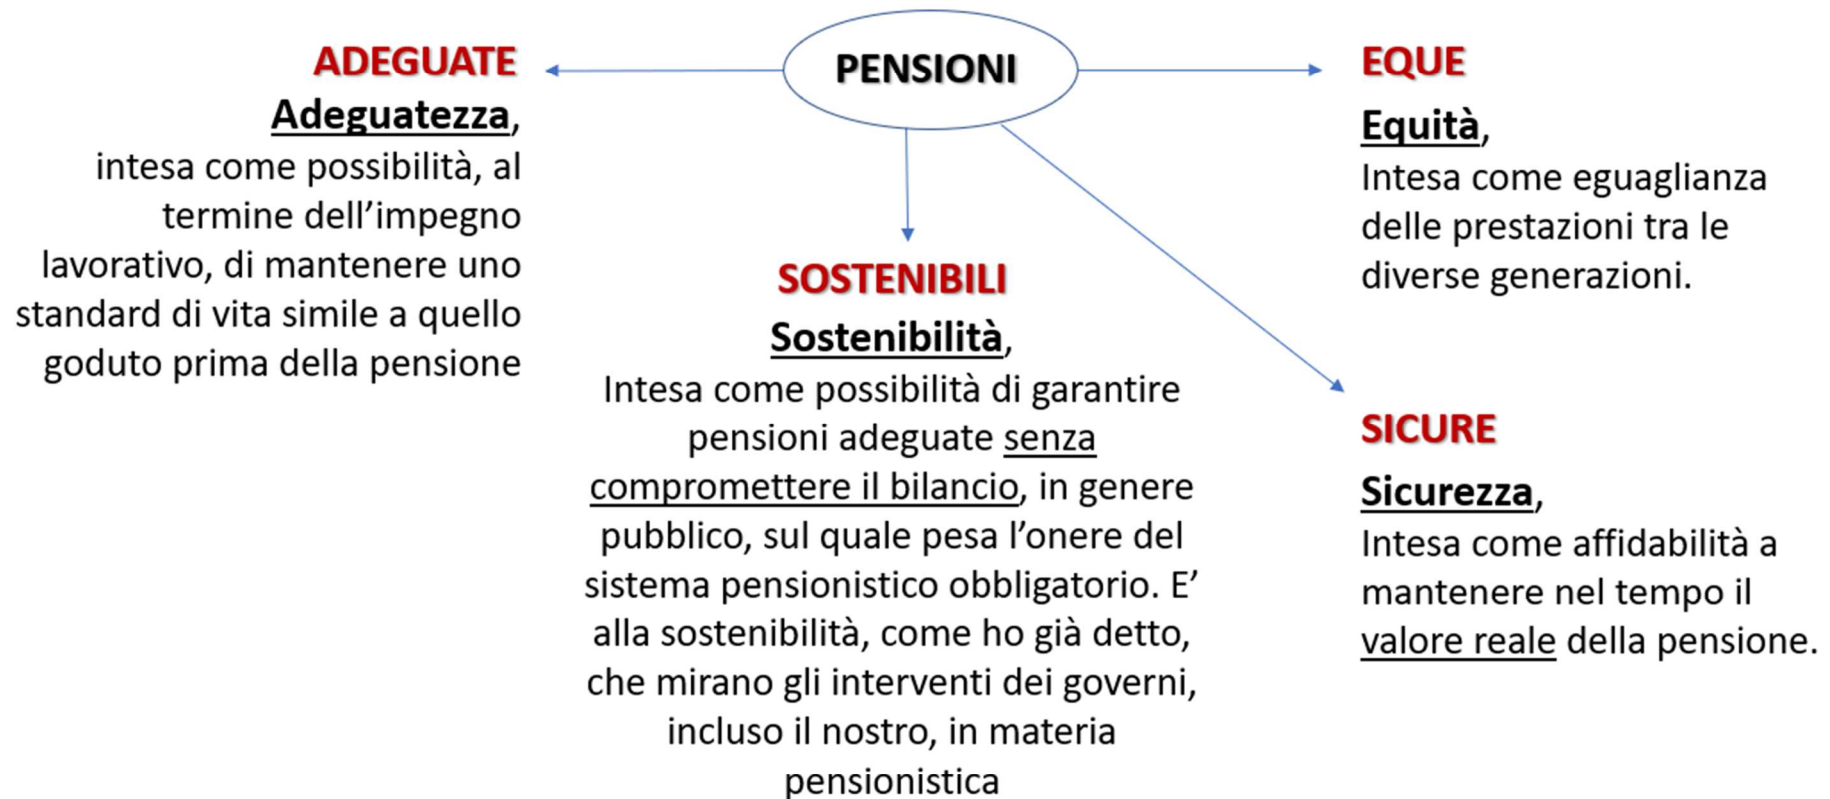 PENSIONI
ADEGUATE
Adeguatezza,
intesa come possibilità, al
termine dell’impegno
lavorativo, di mantenere uno
standard di vita simile a quello
goduto prima della pensione
SOSTENIBILI
Sostenibilità,
Intesa come possibilità di garantire
pensioni adeguate senza
compromettere il bilancio, in genere
pubblico, sul quale pesa l’onere del
sistema pensionistico obbligatorio. E’
alla sostenibilità, come ho già detto,
che mirano gli interventi dei governi,
incluso il nostro, in materia
pensionistica
EQUE
Equità,
Intesa come eguaglianza
delle prestazioni tra le
diverse generazioni.
SICURE
Sicurezza,
Intesa come affidabilità a
mantenere nel tempo il
valore reale della pensione.